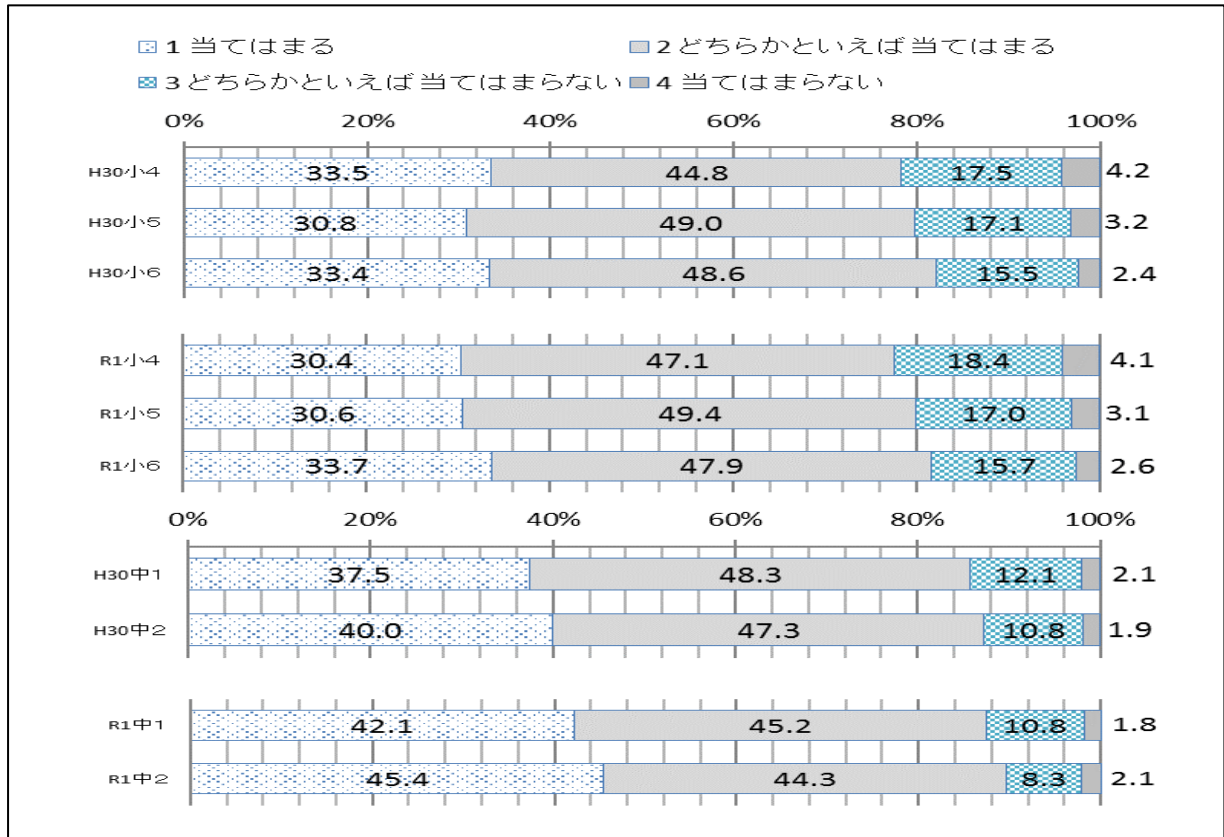 1 当てはまる 2 どちらかといえば 当てはまる
3 どちらかといえば 当てはまらない 4 当てはまらない
0% 20% 40% 60% 80% 100%
H30小4 33.5 44.8 17.5 4.2
H30小5 30.8 49.0 17.1 3.2
H30小6 33.4 48.6 15.5 2.4
R1小4 30.4 47.1 18.4 4.1
R1小5 30.6 49.4 17.0 3.1
R1小6 33.7 47.9 15.7 2.6
0% 20% 40% 60% 80% 100%
H30中1 37.5 48.3 12.1 2.1
H30中2 40.0 47.3 10.8 1.9
R1中1 42.1 45.2 10.8 1.8
R1中2 45.4 44.3 8.3 2.1